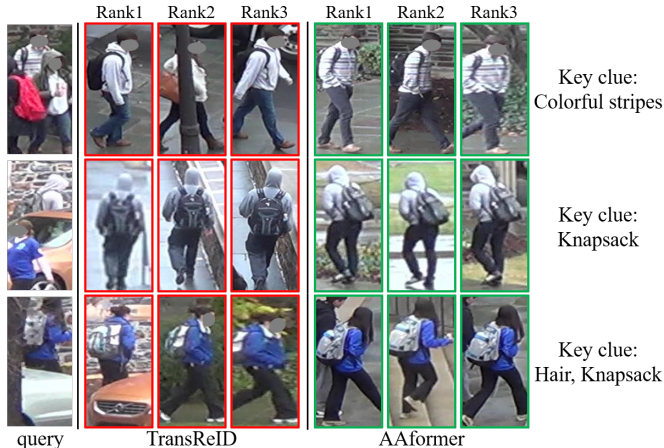 Rank1 Rank2 Rank3 Rank1 Rank2 Rank3
Key clue:
Colorful stripes
Key clue:
Knapsack
Key clue:
Hair, Knapsack
query TransReID AAformer